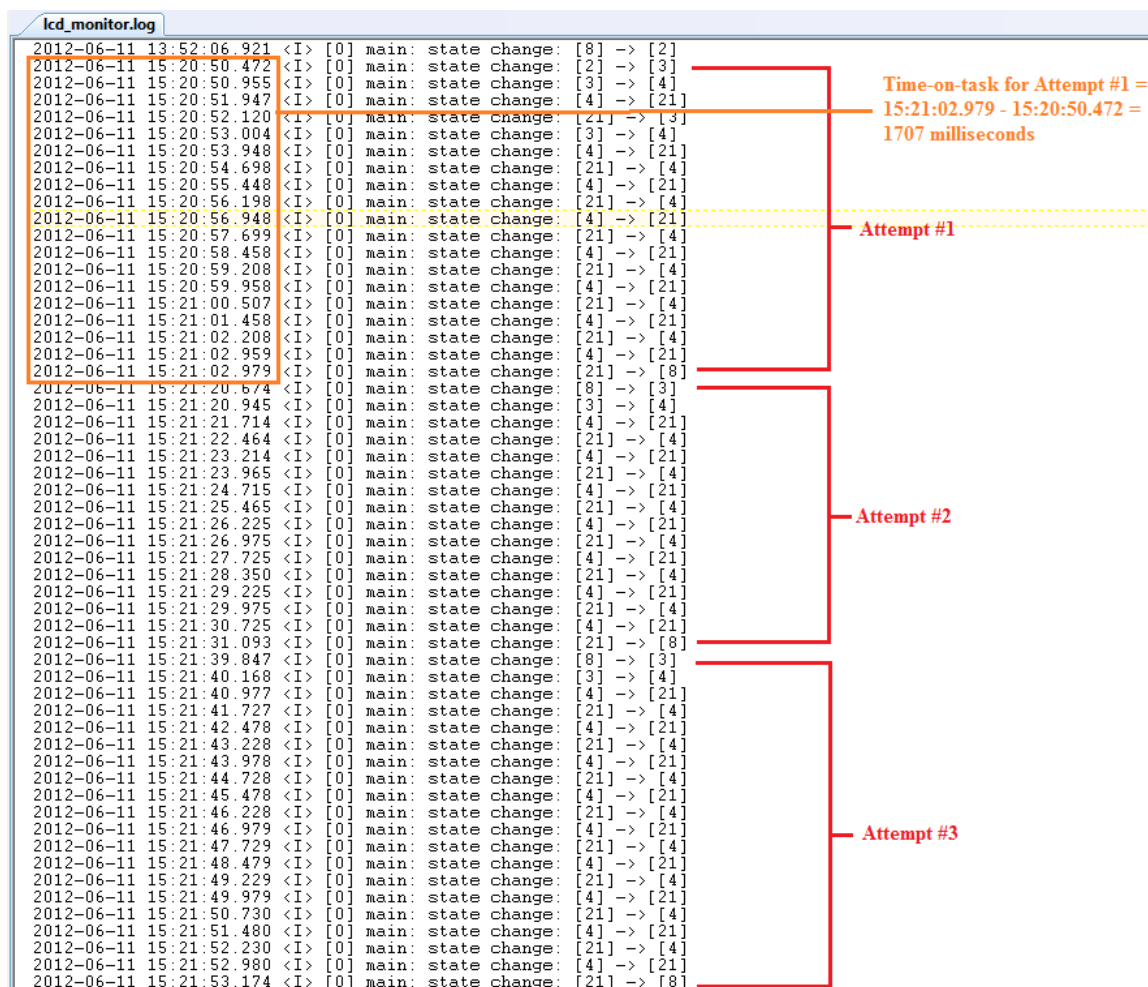 lcd_monitor.log
2012-06-11 13:52:06.921 <I> [0] main: state change: [8] -> [2]
2012-06-11 15:20:50.472 <I> [0] main: state change: [2] -> [3]
2012-06-11 15:20:50.955 <I> [0] main: state change: [3] -> [4]
2012-06-11 15:20:51.947 <I> [0] main: state change: [4] -> [21]
2012-06-11 15:20:52.120 <I> [0] main: state change: [21] -> [3]
2012-06-11 15:20:53.004 <I> [0] main: state change: [3] -> [4]
2012-06-11 15:20:53.948 <I> [0] main: state change: [4] -> [21]
2012-06-11 15:20:54.698 <I> [0] main: state change: [21] -> [4]
2012-06-11 15:20:55.448 <I> [0] main: state change: [4] -> [21]
2012-06-11 15:20:56.198 <I> [0] main: state change: [21] -> [4]
2012-06-11 15:20:56.948 <I> [0] main: state change: [4] -> [21]
2012-06-11 15:20:57.699 <I> [0] main: state change: [21] -> [4]
2012-06-11 15:20:58.458 <I> [0] main: state change: [4] -> [21]
2012-06-11 15:20:59.208 <I> [0] main: state change: [21] -> [4]
2012-06-11 15:20:59.958 <I> [0] main: state change: [4] -> [21]
2012-06-11 15:21:00.507 <I> [0] main: state change: [21] -> [4]
2012-06-11 15:21:01.458 <I> [0] main: state change: [4] -> [21]
2012-06-11 15:21:02.208 <I> [0] main: state change: [21] -> [4]
2012-06-11 15:21:02.959 <I> [0] main: state change: [4] -> [21]
2012-06-11 15:21:02.979 <I> [0] main: state change: [21] -> [8]
2012-06-11 15:21:20.674 <I> [0] main: state change: [8] -> [3]
2012-06-11 15:21:20.945 <I> [0] main: state change: [3] -> [4]
2012-06-11 15:21:21.714 <I> [0] main: state change: [4] -> [21]
2012-06-11 15:21:22.464 <I> [0] main: state change: [21] -> [4]
2012-06-11 15:21:23.214 <I> [0] main: state change: [4] -> [21]
2012-06-11 15:21:23.965 <I> [0] main: state change: [21] -> [4]
2012-06-11 15:21:24.715 <I> [0] main: state change: [4] -> [21]
2012-06-11 15:21:25.465 <I> [0] main: state change: [21] -> [4]
2012-06-11 15:21:26.225 <I> [0] main: state change: [4] -> [21]
2012-06-11 15:21:26.975 <I> [0] main: state change: [21] -> [4]
2012-06-11 15:21:27.725 <I> [0] main: state change: [4] -> [21]
2012-06-11 15:21:28.350 <I> [0] main: state change: [21] -> [4]
2012-06-11 15:21:29.225 <I> [0] main: state change: [4] -> [21]
2012-06-11 15:21:29.975 <I> [0] main: state change: [21] -> [4]
2012-06-11 15:21:30.725 <I> [0] main: state change: [4] -> [21]
2012-06-11 15:21:31.093 <I> [0] main: state change: [21] -> [8]
2012-06-11 15:21:39.847 <I> [0] main: state change: [8] -> [3]
2012-06-11 15:21:40.168 <I> [0] main: state change: [3] -> [4]
2012-06-11 15:21:40.977 <I> [0] main: state change: [4] -> [21]
2012-06-11 15:21:41.727 <I> [0] main: state change: [21] -> [4]
2012-06-11 15:21:42.478 <I> [0] main: state change: [4] -> [21]
2012-06-11 15:21:43.228 <I> [0] main: state change: [21] -> [4]
2012-06-11 15:21:43.978 <I> [0] main: state change: [4] -> [21]
2012-06-11 15:21:44.728 <I> [0] main: state change: [21] -> [4]
2012-06-11 15:21:45.478 <I> [0] main: state change: [4] -> [21]
2012-06-11 15:21:46.228 <I> [0] main: state change: [21] -> [4]
2012-06-11 15:21:46.979 <I> [0] main: state change: [4] -> [21]
2012-06-11 15:21:47.729 <I> [0] main: state change: [21] -> [4]
2012-06-11 15:21:48.479 <I> [0] main: state change: [4] -> [21]
2012-06-11 15:21:49.229 <I> [0] main: state change: [21] -> [4]
2012-06-11 15:21:49.979 <I> [0] main: state change: [4] -> [21]
2012-06-11 15:21:50.730 <I> [0] main: state change: [21] -> [4]
2012-06-11 15:21:51.480 <I> [0] main: state change: [4] -> [21]
2012-06-11 15:21:52.230 <I> [0] main: state change: [21] -> [4]
2012-06-11 15:21:52.980 <I> [0] main: state change: [4] -> [21]
2012-06-11 15:21:53.174 <I> [0] main: state change: [21] -> [8]
Time-on-task for Attempt #1 =
15:21:02.979 - 15:20:50.472 =
1707 milliseconds
Attempt #1
Attempt #2
Attempt #3